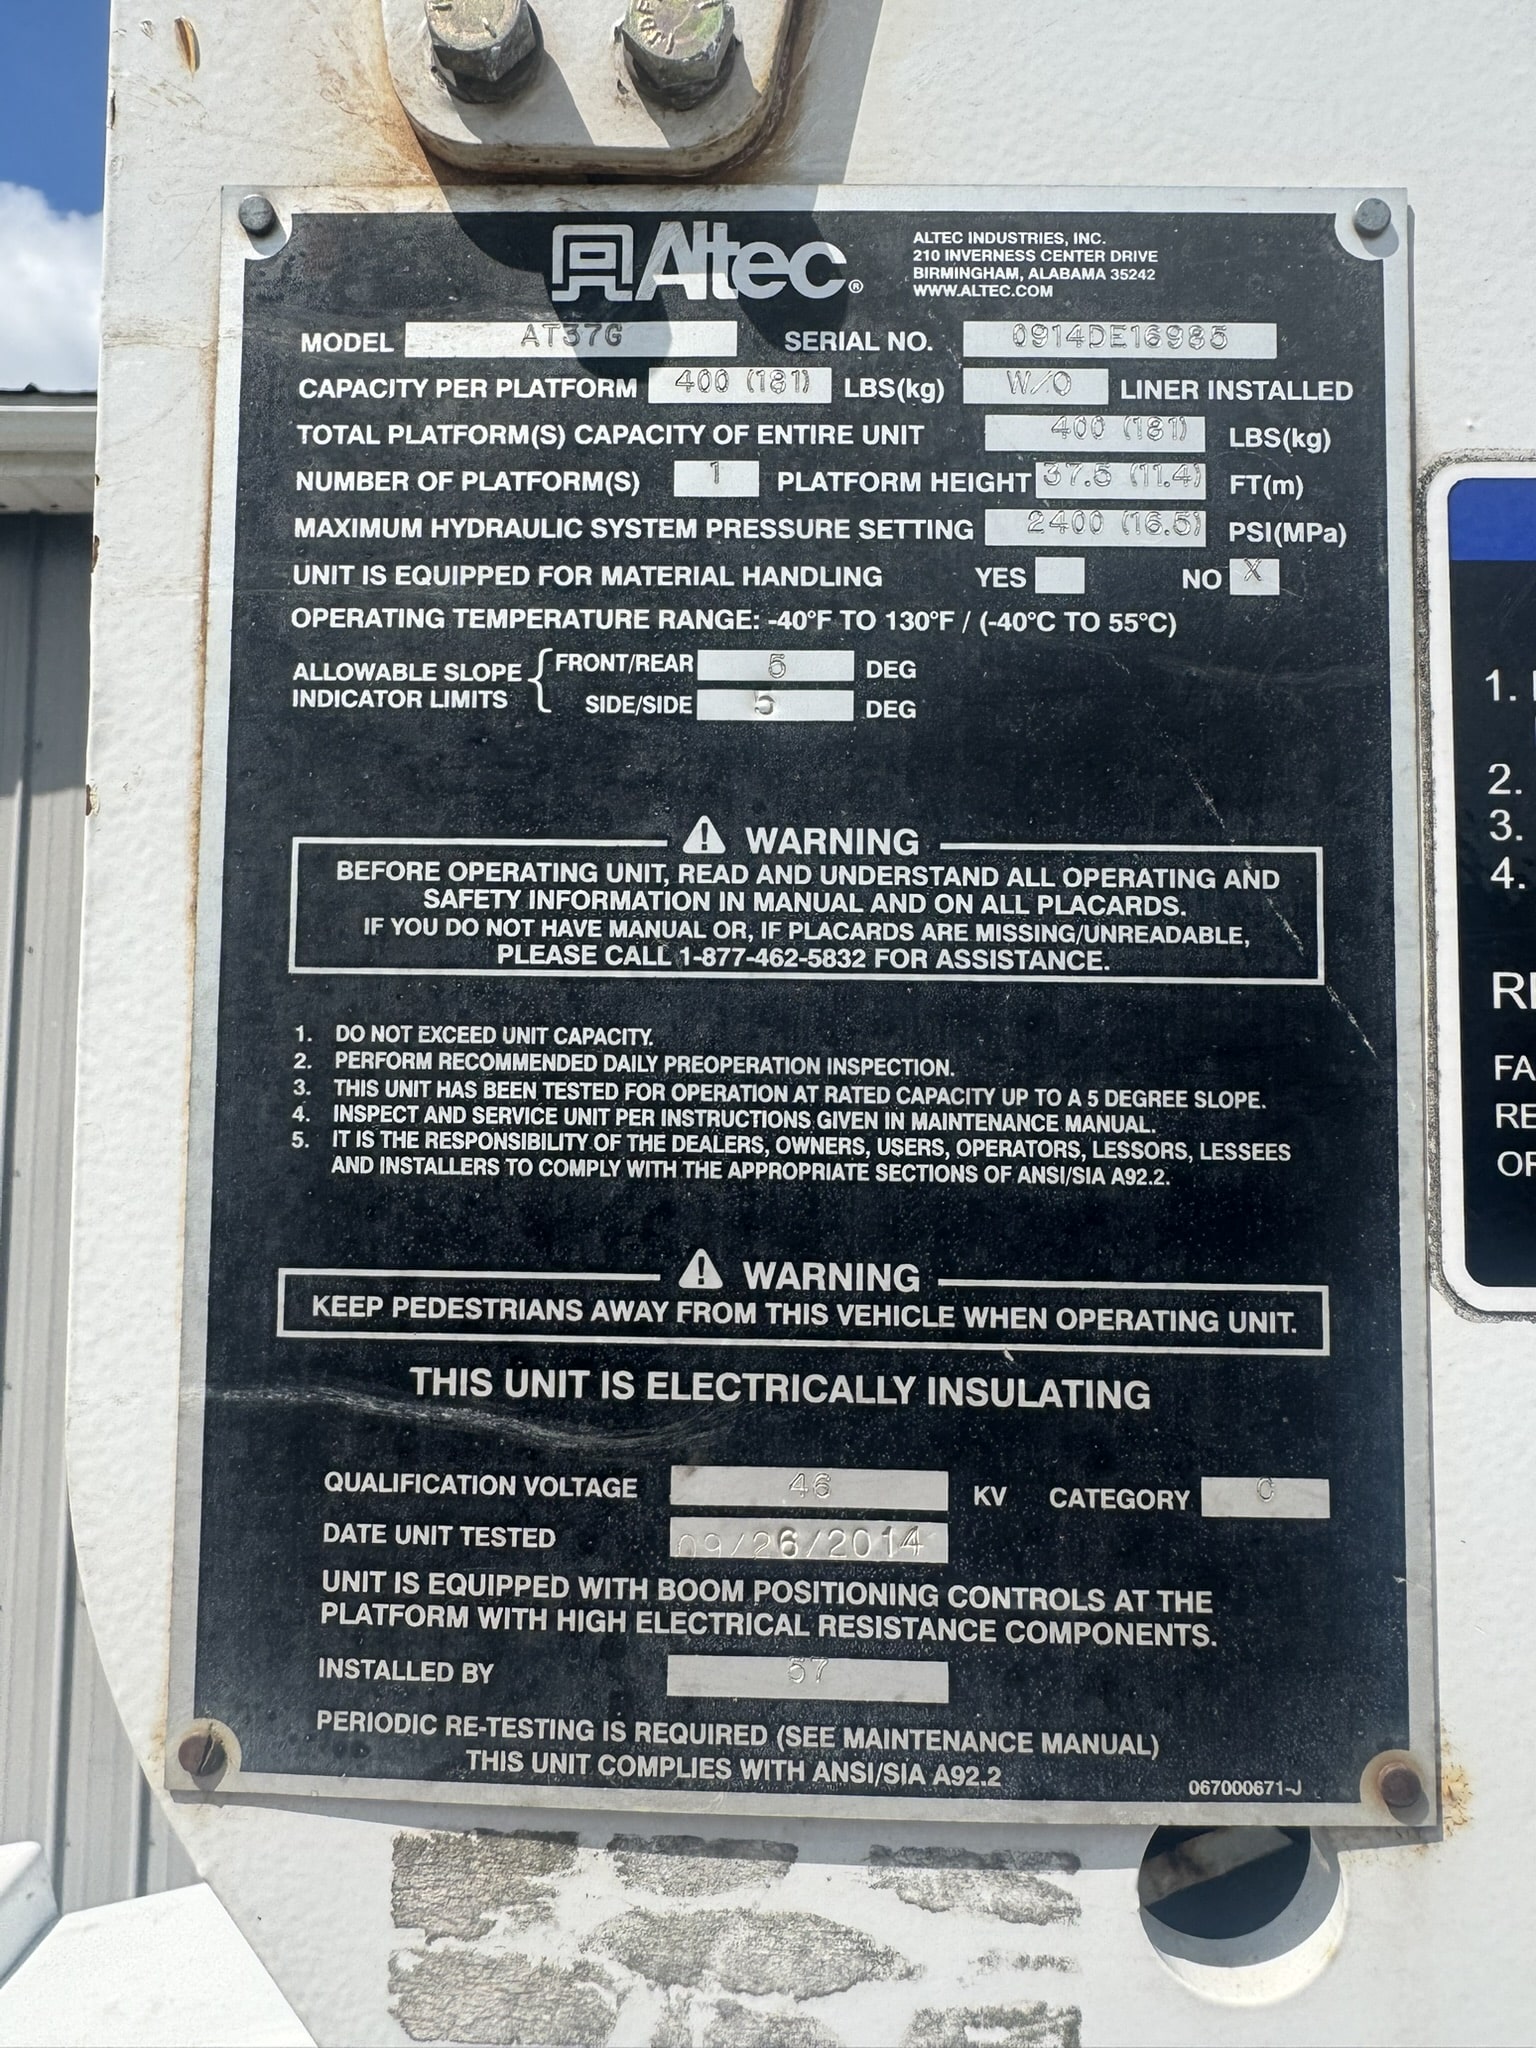 Altec®
ALTEC INDUSTRIES, INC.
210 INVERNESS CENTER DRIVE
BIRMINGHAM, ALABAMA 35242
WWW.ALTEC.COM
MODEL AT37G SERIAL NO. 0914DE16985
CAPACITY PER PLATFORM 400 (181) LBS(kg) W/O LINER INSTALLED
TOTAL PLATFORM(S) CAPACITY OF ENTIRE UNIT 400 (181) LBS(kg)
NUMBER OF PLATFORM(S) 1 PLATFORM HEIGHT 37.5 (11.4) FT(m)
MAXIMUM HYDRAULIC SYSTEM PRESSURE SETTING 2400 (16.5) PSI(MPa)
UNIT IS EQUIPPED FOR MATERIAL HANDLING YES NO X
OPERATING TEMPERATURE RANGE: -40°F TO 130°F / (-40°C TO 55°C)
ALLOWABLE SLOPE INDICATOR LIMITS
FRONT/REAR 5 DEG
SIDE/SIDE 5 DEG
⚠ WARNING
BEFORE OPERATING UNIT, READ AND UNDERSTAND ALL OPERATING AND
SAFETY INFORMATION IN MANUAL AND ON ALL PLACARDS.
IF YOU DO NOT HAVE MANUAL OR, IF PLACARDS ARE MISSING/UNREADABLE,
PLEASE CALL 1-877-462-5832 FOR ASSISTANCE.
1. DO NOT EXCEED UNIT CAPACITY.
2. PERFORM RECOMMENDED DAILY PREOPERATION INSPECTION.
3. THIS UNIT HAS BEEN TESTED FOR OPERATION AT RATED CAPACITY UP TO A 5 DEGREE SLOPE.
4. INSPECT AND SERVICE UNIT PER INSTRUCTIONS GIVEN IN MAINTENANCE MANUAL.
5. IT IS THE RESPONSIBILITY OF THE DEALERS, OWNERS, USERS, OPERATORS, LESSORS, LESSEES
AND INSTALLERS TO COMPLY WITH THE APPROPRIATE SECTIONS OF ANSI/SIA A92.2.
⚠ WARNING
KEEP PEDESTRIANS AWAY FROM THIS VEHICLE WHEN OPERATING UNIT.
THIS UNIT IS ELECTRICALLY INSULATING
QUALIFICATION VOLTAGE 46 KV CATEGORY C
DATE UNIT TESTED 09/26/2014
UNIT IS EQUIPPED WITH BOOM POSITIONING CONTROLS AT THE
PLATFORM WITH HIGH ELECTRICAL RESISTANCE COMPONENTS.
INSTALLED BY 57
PERIODIC RE-TESTING IS REQUIRED (SEE MAINTENANCE MANUAL)
THIS UNIT COMPLIES WITH ANSI/SIA A92.2
067000671-J
1.
2.
3.
4.